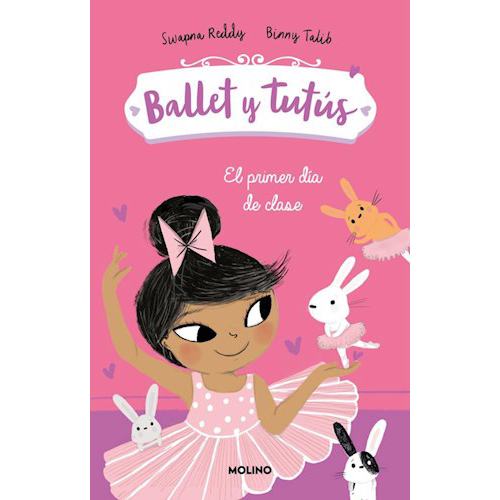 Swapna Reddy Binny Talib
Ballet y tutús
El primer día
de clase
MOLINO